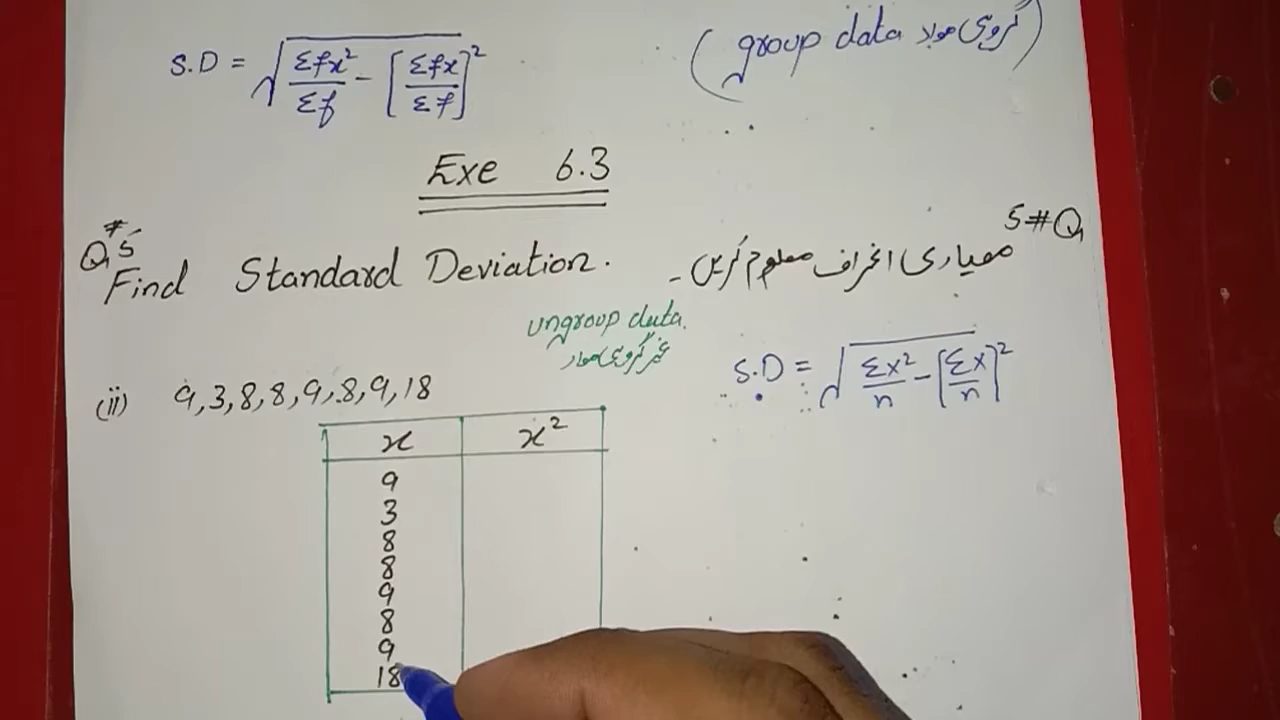 S.D = √ Σfx²/Σf - [Σfx/Σf]²
(group data گروہی مواد)
Exe 6.3
Q#5 Find Standard Deviation.
معیاری انحراف معلوم کریں۔ Q#5
ungroup data.
غیر گروہی مواد
S.D = √ Σx²/n - [Σx/n]²
(ii) 9,3,8,8,9,8,9,18
x x²
9
3
8
8
9
8
9
18